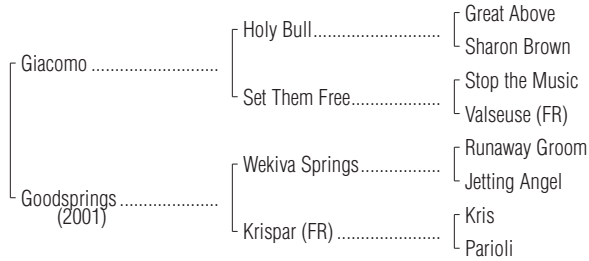 Great Above
Holy Bull
Sharon Brown
Giacomo
Stop the Music
Set Them Free
Valseuse (FR)
Runaway Groom
Wekiva Springs
Jetting Angel
Goodsprings
(2001)
Kris
Krispar (FR)
Parioli